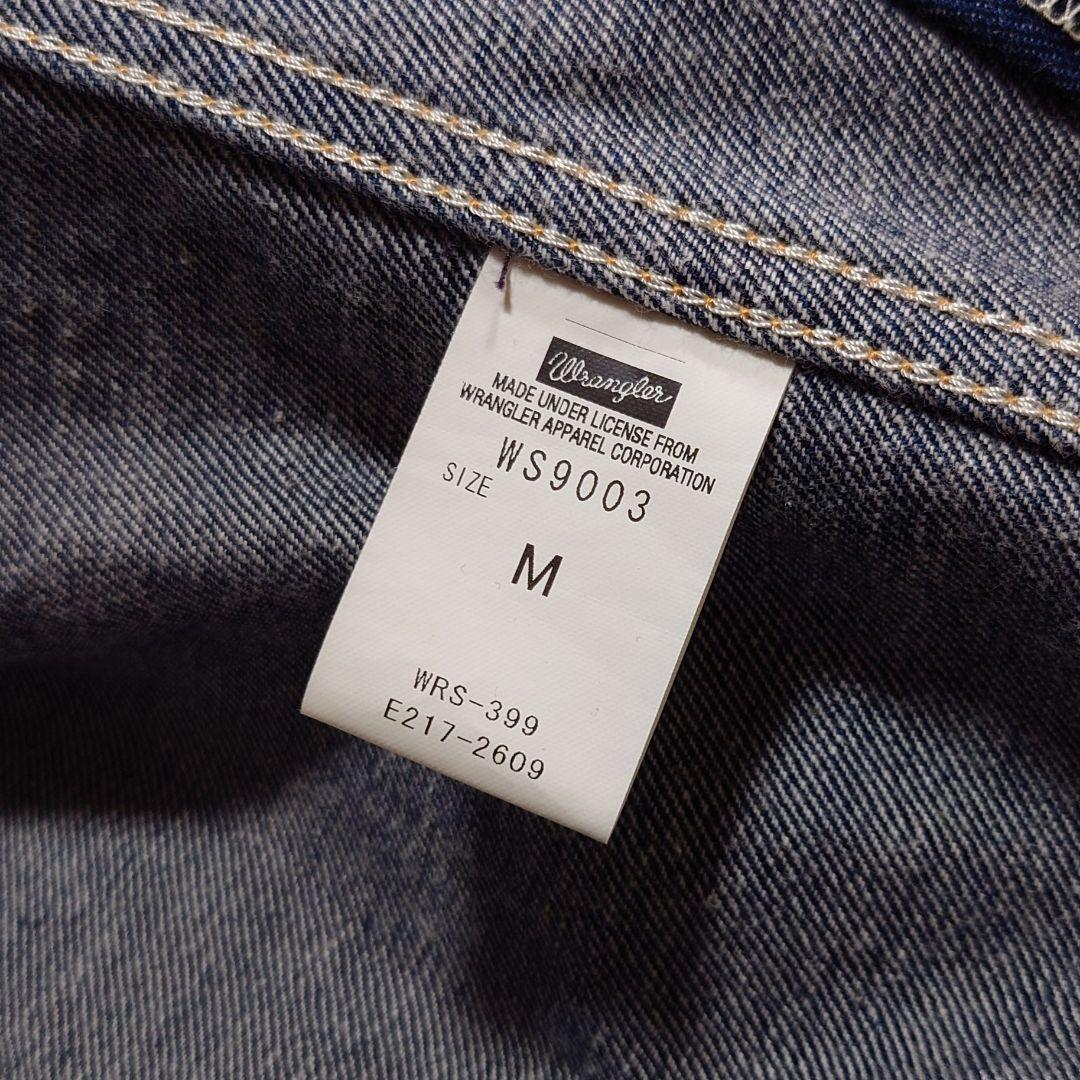 Wrangler
MADE UNDER LICENSE FROM
WRANGLER APPAREL CORPORATION
WS9003
SIZE
M
WRS-399
E217-2609